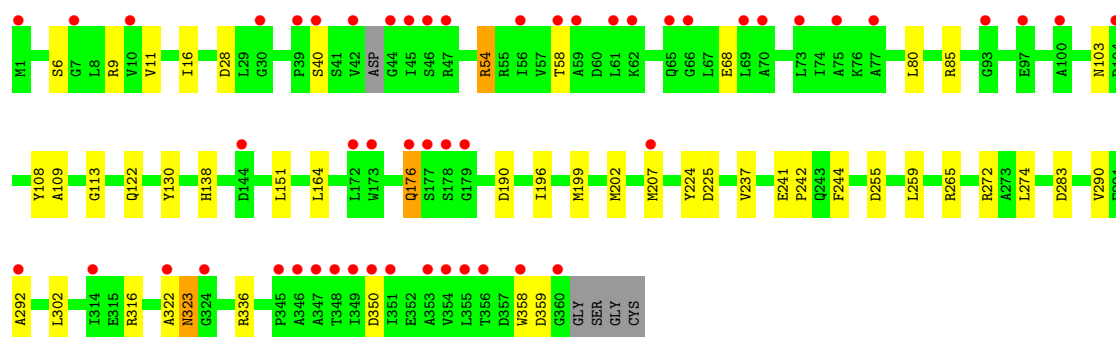 M1 S6 G7 L8 R9 V10 V11 I16 D28 L29 G30 P39 S40 S41 V42 ASP G44 I45 S46 R47 R54 R55 I56 V57 T58 A59 D60 L61 K62 Q65 G66 L67 E68 L69 A70 L73 I74 A75 K76 A77 L80 R85 G93 E97 A100 N103
Y108 A109 G113 Q122 Y130 H138 D144 L151 L164 L172 W173 Q176 S177 S178 G179 D190 I196 M199 M202 M207 Y224 D225 V237 E241 P242 Q243 F244 D255 L259 R265 R272 A273 L274 D283 V290
A292 L302 I314 E315 R316 A322 N323 G324 R336 P345 A346 A347 T348 I349 D350 I351 E352 A353 V354 L355 T356 D357 W358 D359 G360 GLY SER GLY CYS